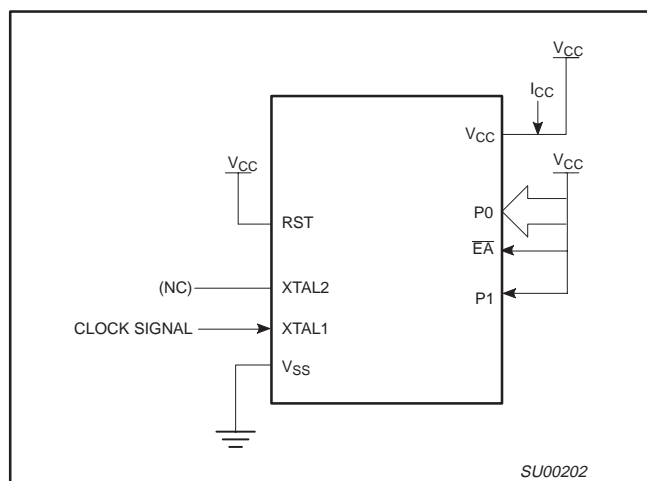 VCC
ICC
VCC
VCC
VCC
P0
RST
EA
(NC)
XTAL2
P1
CLOCK SIGNAL
XTAL1
VSS
SU00202